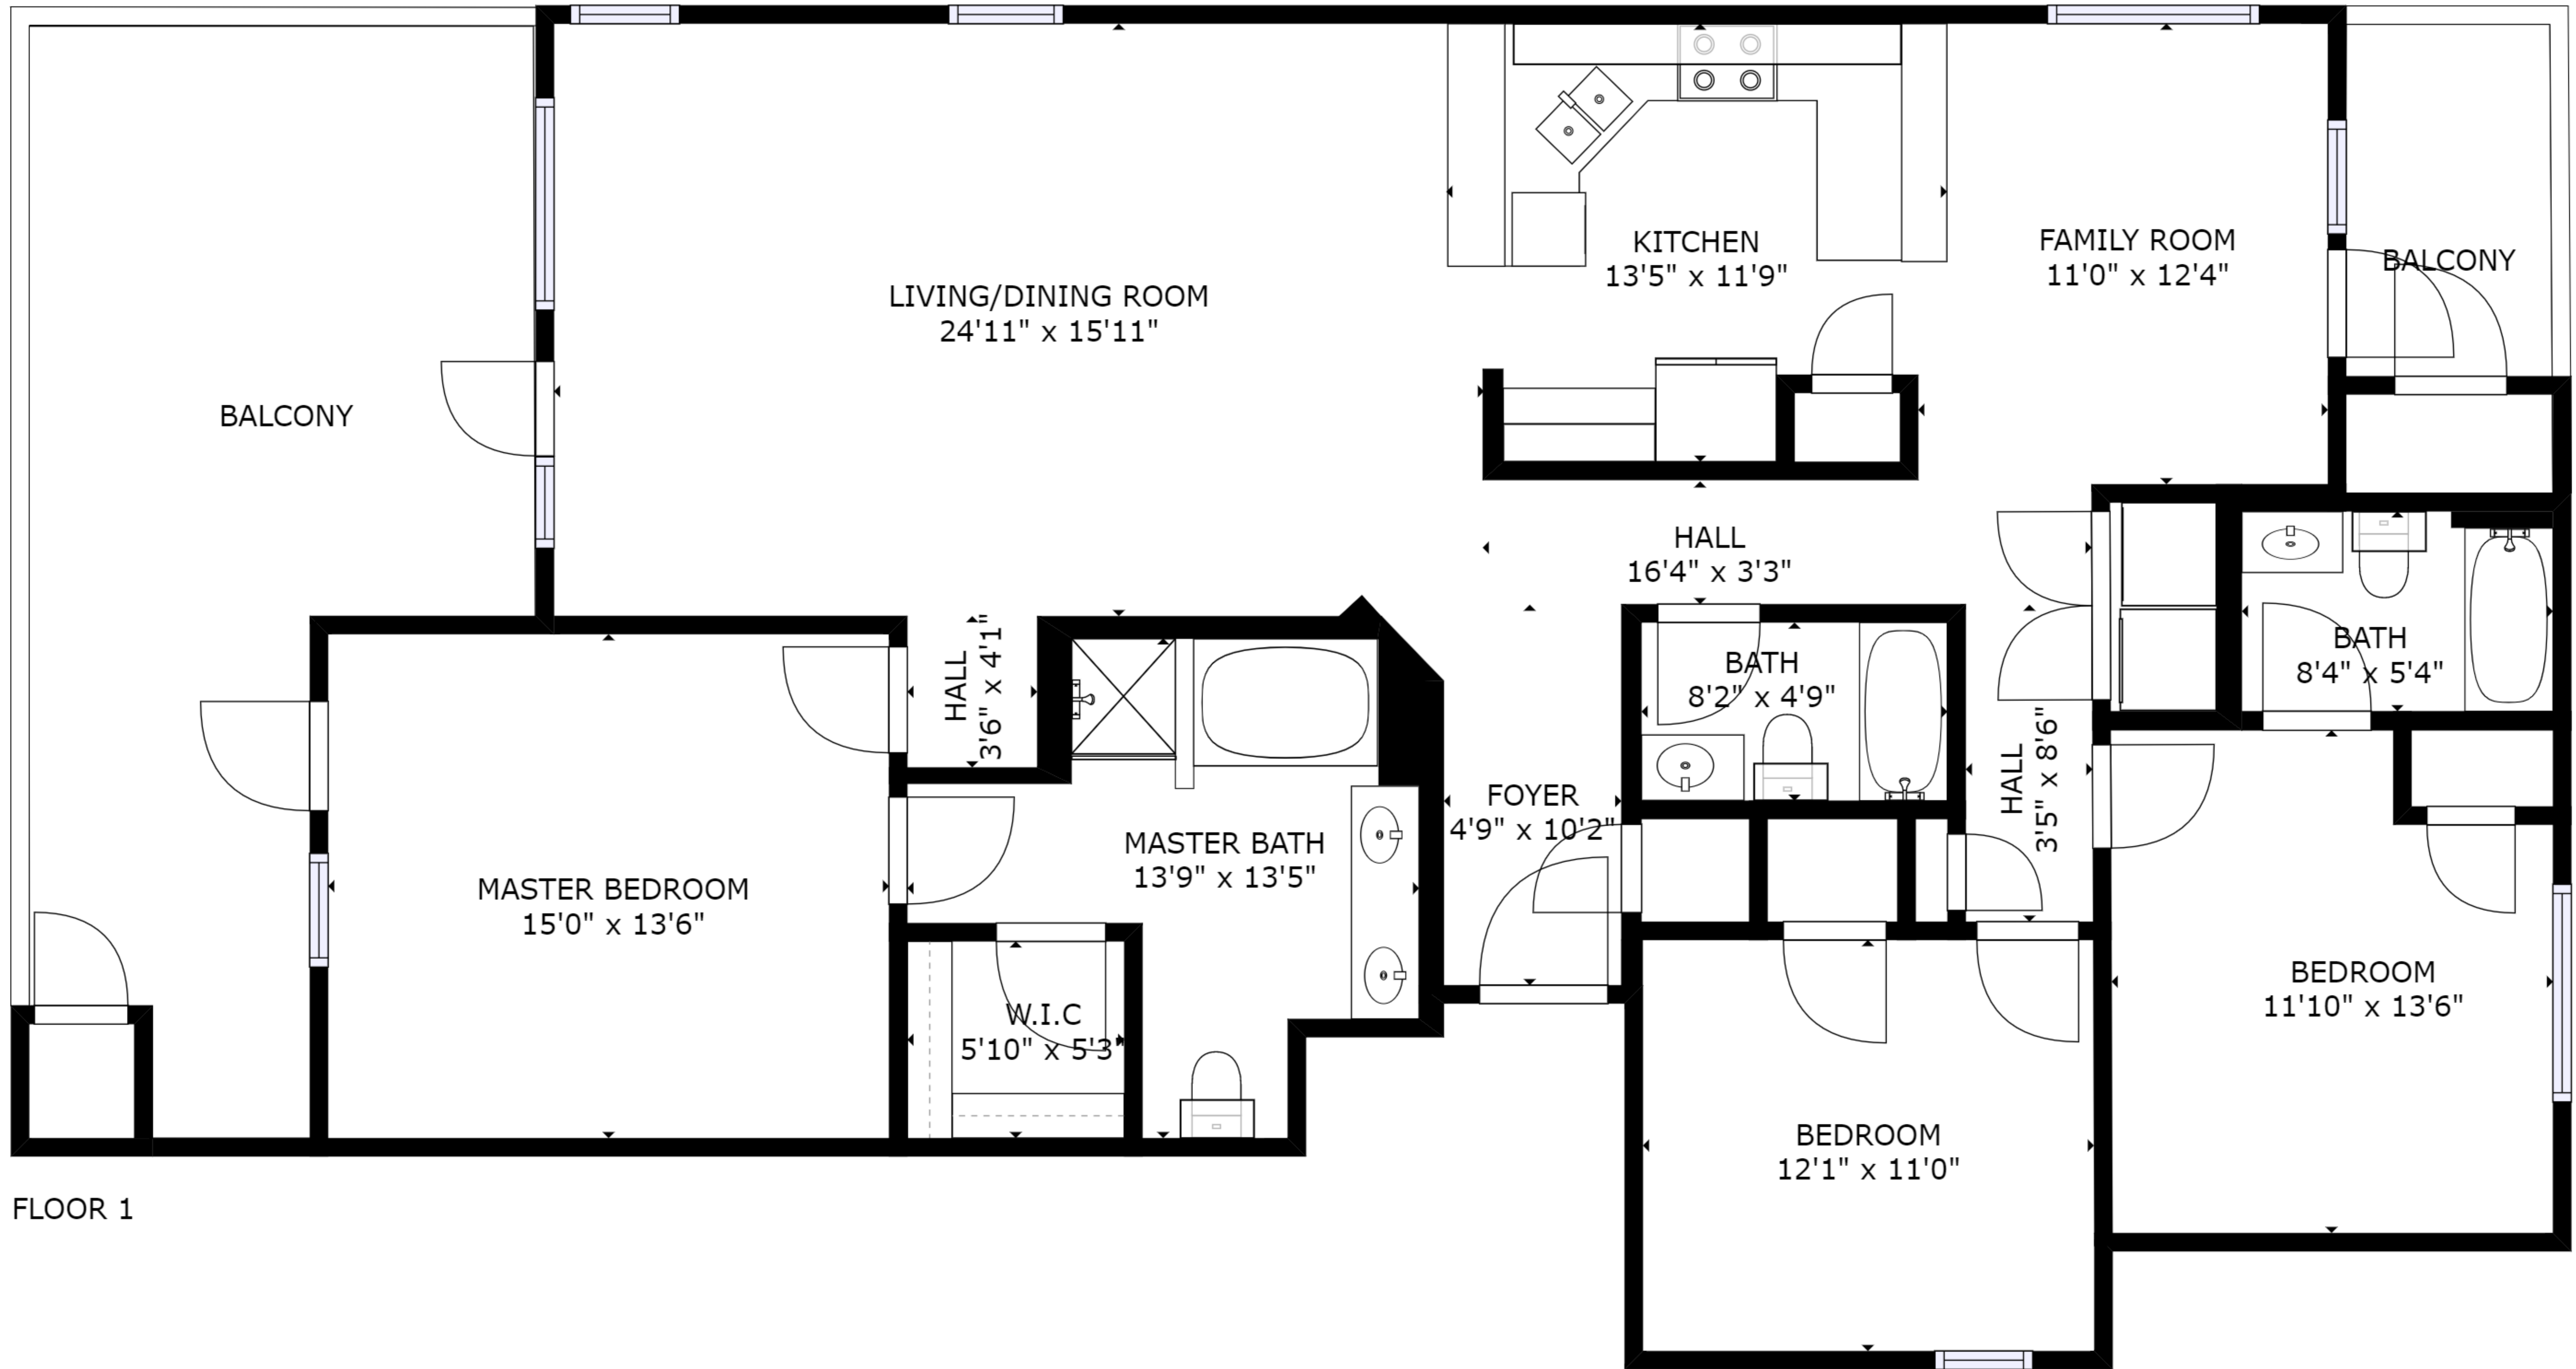 LIVING/DINING ROOM
24'11" x 15'11"
KITCHEN
13'5" x 11'9"
FAMILY ROOM
11'0" x 12'4"
BALCONY
BALCONY
HALL
16'4" x 3'3"
HALL
3'6" x 4'1"
BATH
8'2" x 4'9"
BATH
8'4" x 5'4"
HALL
3'5" x 8'6"
FOYER
4'9" x 10'2"
MASTER BATH
13'9" x 13'5"
MASTER BEDROOM
15'0" x 13'6"
W.I.C
5'10" x 5'3"
BEDROOM
11'10" x 13'6"
BEDROOM
12'1" x 11'0"
FLOOR 1